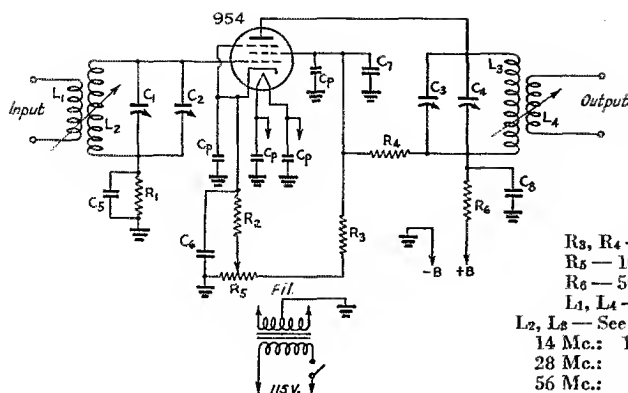 954
L₁
L₂
Input
C₁
C₂
C₅
R₁
Cₚ
Cₚ
Cₚ
Cₚ
C₇
C₆
R₂
R₅
R₃
R₄
C₃
C₄
L₃
L₄
Output
C₈
R₆
-B
+B
Fil.
115V.
R₃, R₄ -
R₅ — 1
R₆ — 5
L₁, L₄ -
L₂, L₃ — See
14 Mc.: 1
28 Mc.:
56 Mc.: